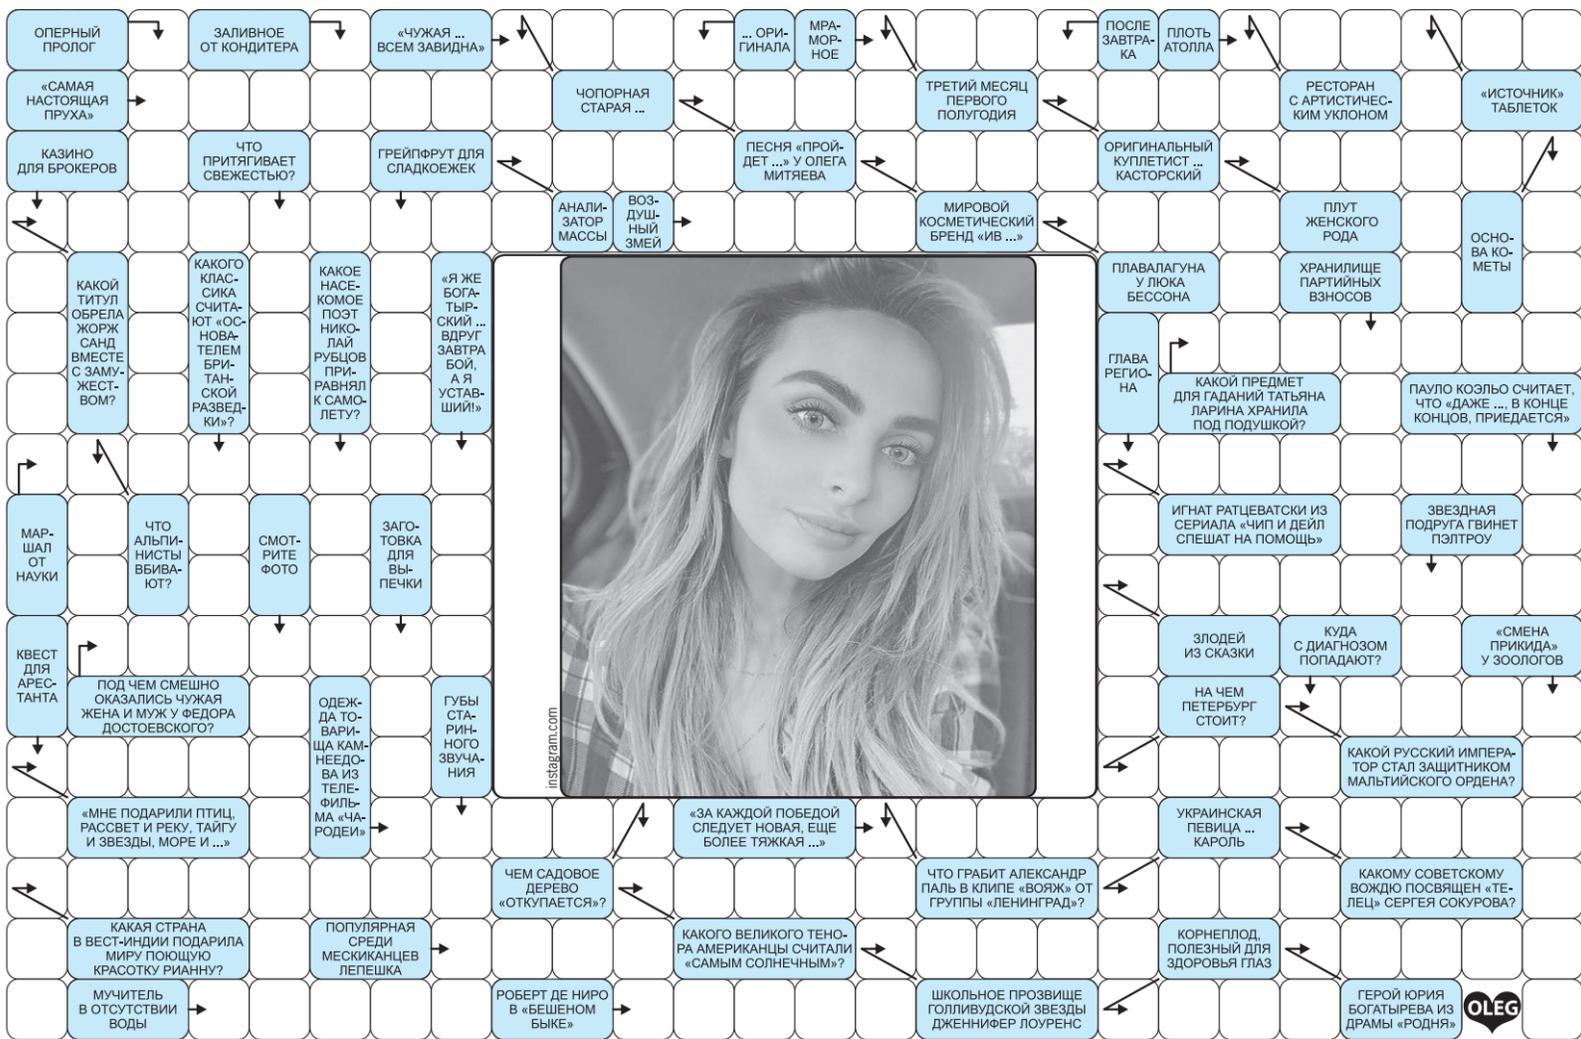 ОПЕРНЫЙ
ПРОЛОГ
ЗАЛИВНОЕ
ОТ КОНДИТЕРА
«ЧУЖАЯ ...
ВСЕМ ЗАВИДНА»
... ОРИ-
ГИНАЛА
МРА-
МОР-
НОЕ
ПОСЛЕ
ЗАВТРА-
КА
ПЛОТЬ
АТОЛЛА
«САМАЯ
НАСТОЯЩАЯ
ПРУХА»
ЧОПОРНАЯ
СТАРАЯ ...
ТРЕТИЙ МЕСЯЦ
ПЕРВОГО
ПОЛУГОДИЯ
РЕСТОРАН
С АРТИСТИЧЕС-
КИМ УКЛОНОМ
«ИСТОЧНИК»
ТАБЛЕТОК
КАЗИНО
ДЛЯ БРОКЕРОВ
ЧТО
ПРИТЯГИВАЕТ
СВЕЖЕСТЬЮ?
ГРЕЙПФРУТ ДЛЯ
СЛАДКОЕЖЕК
ПЕСНЯ «ПРОЙ-
ДЕТ ...» У ОЛЕГА
МИТЯЕВА
ОРИГИНАЛЬНЫЙ
КУПЛЕТИСТ ...
КАСТОРСКИЙ
АНАЛИ-
ЗАТОР
МАССЫ
ВОЗ-
ДУШ-
НЫЙ
ЗМЕЙ
МИРОВОЙ
КОСМЕТИЧЕСКИЙ
БРЕНД «ИВ ...»
ПЛУТ
ЖЕНСКОГО
РОДА
ОСНО-
ВА КО-
МЕТЫ
КАКОЙ
ТИТУЛ
ОБРЕЛА
ЖОРЖ
САНД
ВМЕСТЕ
С ЗАМУ-
ЖЕСТ-
ВОМ?
КАКОГО
КЛАС-
СИКА
СЧИТА-
ЮТ «ОС-
НОВА-
ТЕЛЕМ
БРИ-
ТАН-
СКОЙ
РАЗВЕД-
КИ»?
КАКОЕ
НАСЕ-
КОМОЕ
ПОЭТ
НИКО-
ЛАЙ
РУБЦОВ
ПРИ-
РАВНЯЛ
К САМО-
ЛЕТУ?
«Я ЖЕ
БОГА-
ТЫР-
СКИЙ ...
ВДРУГ
ЗАВТРА
БОЙ,
А Я
УСТАВ-
ШИЙ!»
ПЛАВАЛАГУНА
У ЛЮКА
БЕССОНА
ХРАНИЛИЩЕ
ПАРТИЙНЫХ
ВЗНОСОВ
ГЛАВА
РЕГИО-
НА
КАКОЙ ПРЕДМЕТ
ДЛЯ ГАДАНИЙ ТАТЬЯНА
ЛАРИНА ХРАНИЛА
ПОД ПОДУШКОЙ?
ПАУЛО КОЭЛЬО СЧИТАЕТ,
ЧТО «ДАЖЕ ..., В КОНЦЕ
КОНЦОВ, ПРИЕДАЕТСЯ»
МАР-
ШАЛ
ОТ
НАУКИ
ЧТО
АЛЬПИ-
НИСТЫ
ВБИВА-
ЮТ?
СМОТ-
РИТЕ
ФОТО
ЗАГО-
ТОВКА
ДЛЯ
ВЫ-
ПЕЧКИ
ИГНАТ РАТЦЕВАТСКИ ИЗ
СЕРИАЛА «ЧИП И ДЕЙЛ
СПЕШАТ НА ПОМОЩЬ»
ЗВЕЗДНАЯ
ПОДРУГА ГВИНЕТ
ПЭЛТРОУ
КВЕСТ
ДЛЯ
АРЕС-
ТАНТА
ЗЛОДЕЙ
ИЗ СКАЗКИ
КУДА
С ДИАГНОЗОМ
ПОПАДАЮТ?
«СМЕНА
ПРИКИДА»
У ЗООЛОГОВ
ПОД ЧЕМ СМЕШНО
ОКАЗАЛИСЬ ЧУЖАЯ
ЖЕНА И МУЖ У ФЕДОРА
ДОСТОЕВСКОГО?
ОДЕЖ-
ДА ТО-
ВАРИ-
ЩА КАМ-
НЕЕДО-
ВА ИЗ
ТЕЛЕ-
ФИЛЬ-
МА «ЧА-
РОДЕИ»
ГУБЫ
СТА-
РИН-
НОГО
ЗВУЧА-
НИЯ
instagram.com
НА ЧЕМ
ПЕТЕРБУРГ
СТОИТ?
КАКОЙ РУССКИЙ ИМПЕРА-
ТОР СТАЛ ЗАЩИТНИКОМ
МАЛЬТИЙСКОГО ОРДЕНА?
«МНЕ ПОДАРИЛИ ПТИЦ,
РАССВЕТ И РЕКУ, ТАЙГУ
И ЗВЕЗДЫ, МОРЕ И ...»
«ЗА КАЖДОЙ ПОБЕДОЙ
СЛЕДУЕТ НОВАЯ, ЕЩЕ
БОЛЕЕ ТЯЖКАЯ ...»
УКРАИНСКАЯ
ПЕВИЦА ...
КАРОЛЬ
ЧЕМ САДОВОЕ
ДЕРЕВО
«ОТКУПАЕТСЯ»?
ЧТО ГРАБИТ АЛЕКСАНДР
ПАЛЬ В КЛИПЕ «ВОЯЖ» ОТ
ГРУППЫ «ЛЕНИНГРАД»?
КАКОМУ СОВЕТСКОМУ
ВОЖДЮ ПОСВЯЩЕН «ТЕ-
ЛЕЦ» СЕРГЕЯ СОКУРОВА?
КАКАЯ СТРАНА
В ВЕСТ-ИНДИИ ПОДАРИЛА
МИРУ ПОЮЩУЮ
КРАСОТКУ РИАННУ?
ПОПУЛЯРНАЯ
СРЕДИ
МЕСКИКАНЦЕВ
ЛЕПЕШКА
КАКОГО ВЕЛИКОГО ТЕНО-
РА АМЕРИКАНЦЫ СЧИТАЛИ
«САМЫМ СОЛНЕЧНЫМ»?
КОРНЕПЛОД,
ПОЛЕЗНЫЙ ДЛЯ
ЗДОРОВЬЯ ГЛАЗ
МУЧИТЕЛЬ
В ОТСУТСТВИИ
ВОДЫ
РОБЕРТ ДЕ НИРО
В «БЕШЕНОМ
БЫКЕ»
ШКОЛЬНОЕ ПРОЗВИЩЕ
ГОЛЛИВУДСКОЙ ЗВЕЗДЫ
ДЖЕННИФЕР ЛОУРЕНС
ГЕРОЙ ЮРИЯ
БОГАТЫРЕВА ИЗ
ДРАМЫ «РОДНЯ»
OLEG